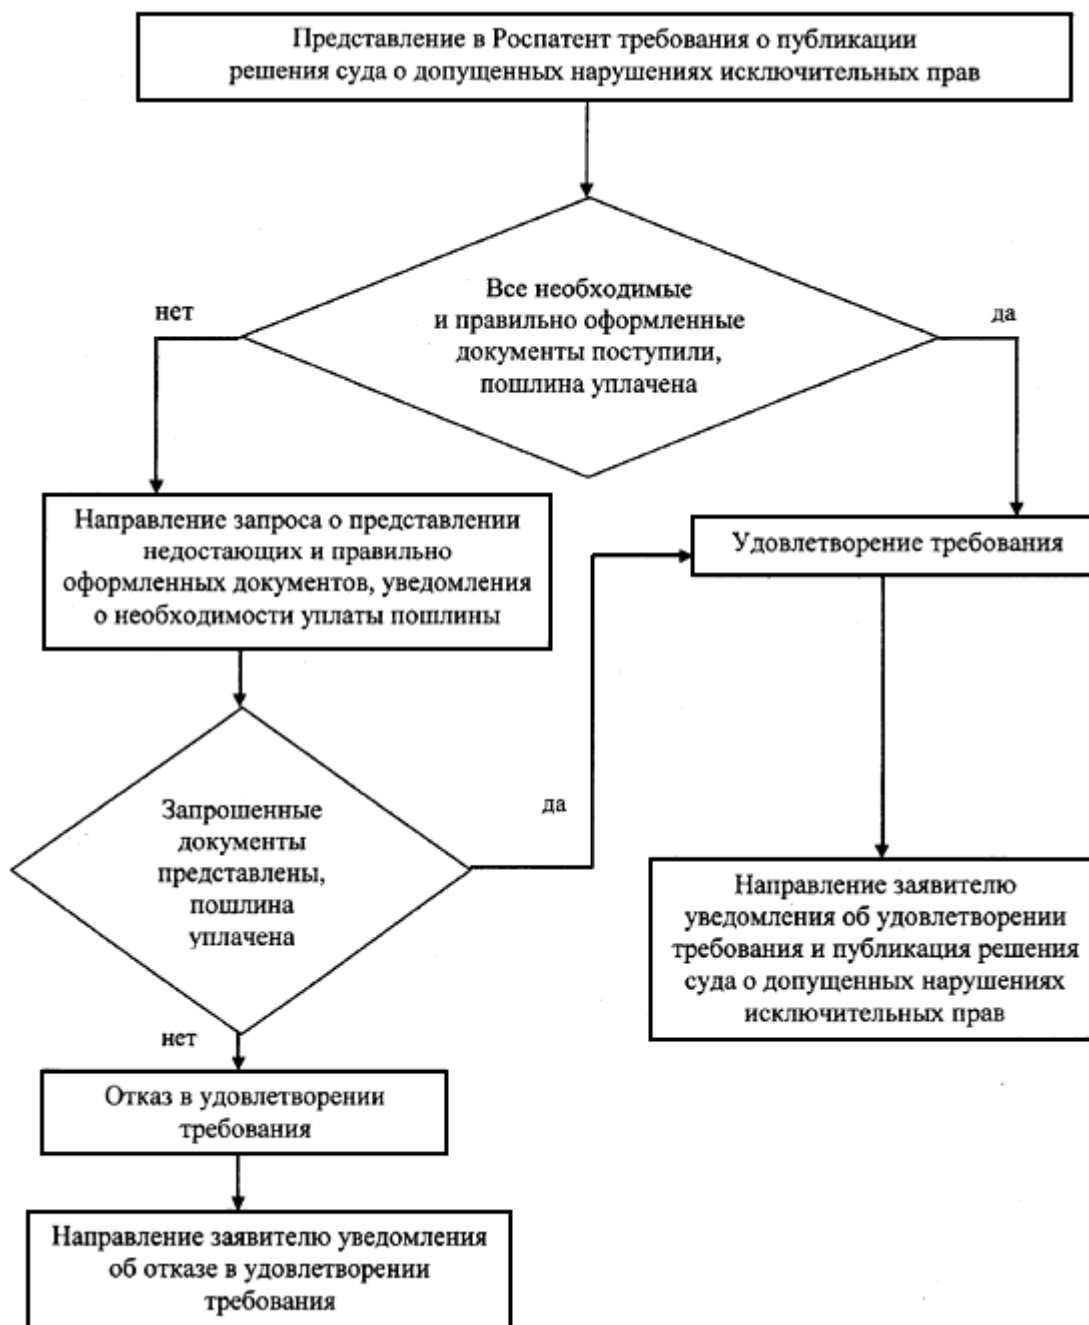 Представление в Роспатент требования о публикации
решения суда о допущенных нарушениях исключительных прав
Все необходимые
и правильно оформленные
документы поступили,
пошлина уплачена
нет
да
Направление запроса о представлении
недостающих и правильно
оформленных документов, уведомления
о необходимости уплаты пошлины
Удовлетворение требования
Запрошенные
документы
представлены,
пошлина
уплачена
да
нет
Направление заявителю
уведомления об удовлетворении
требования и публикация решения
суда о допущенных нарушениях
исключительных прав
Отказ в удовлетворении
требования
Направление заявителю уведомления
об отказе в удовлетворении
требования